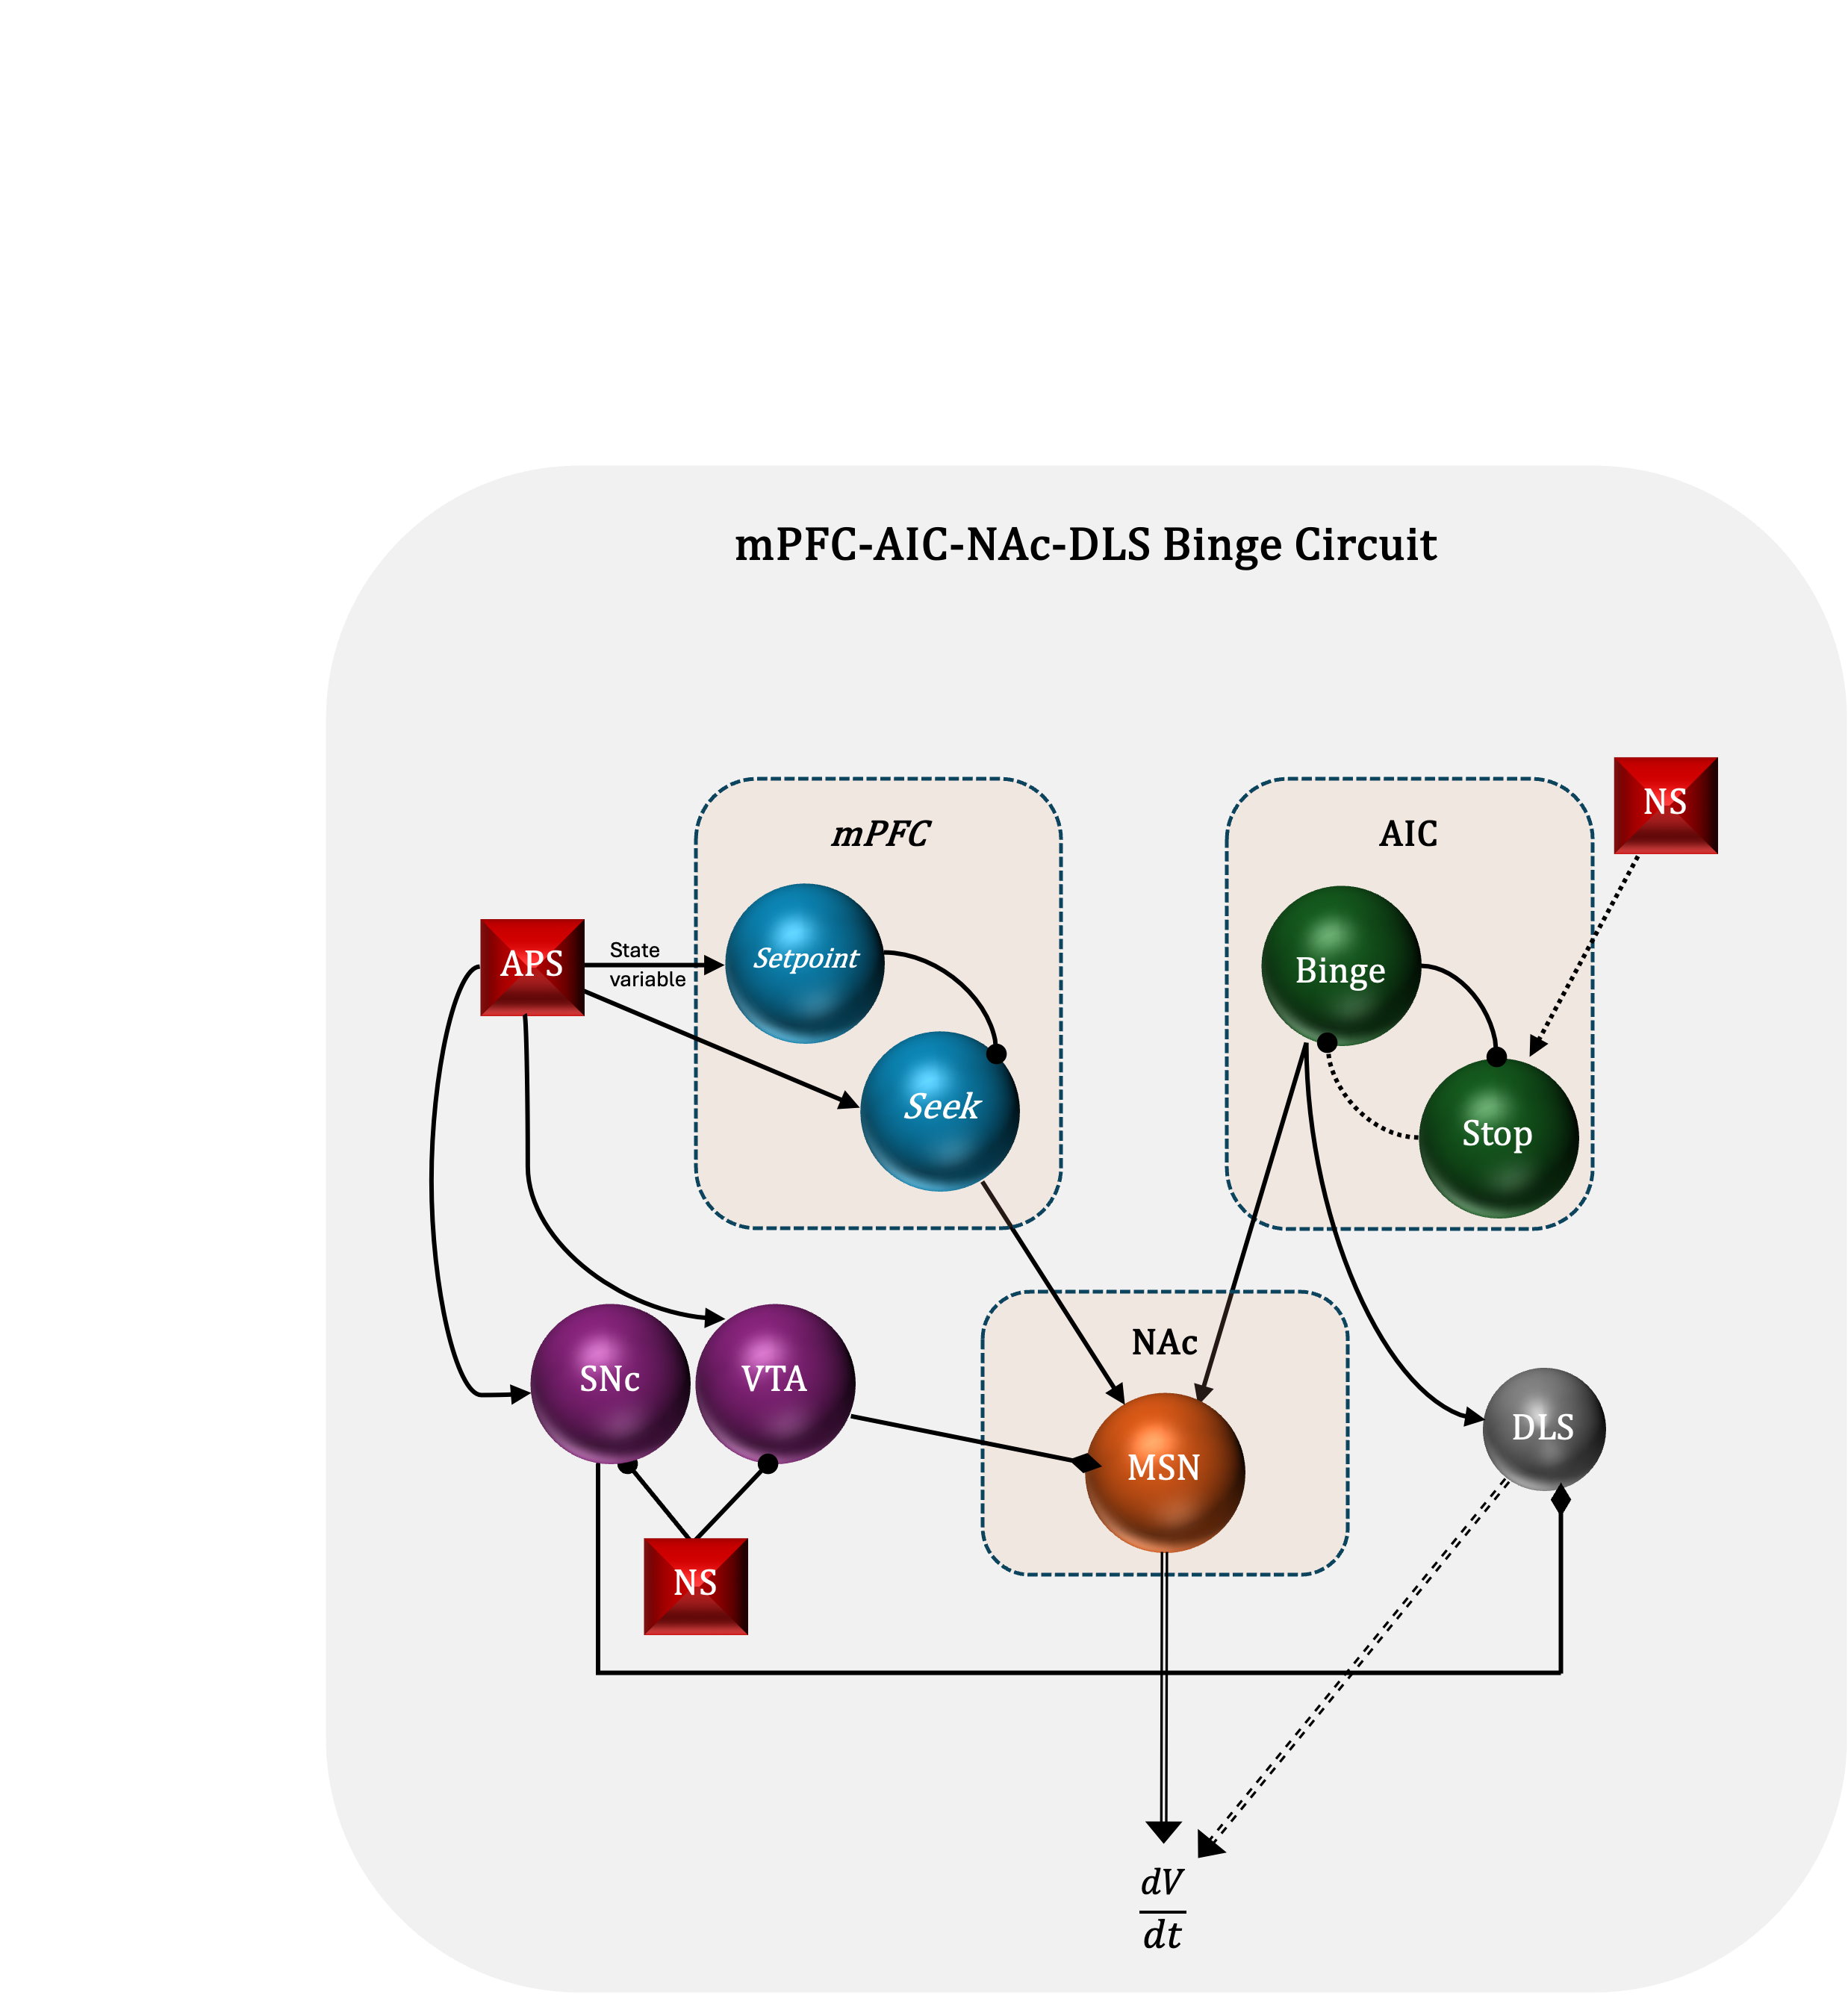 mPFC-AIC-NAc-DLS Binge Circuit
NS
mPFC
AIC
State
variable
APS
Setpoint
Binge
Seek
Stop
NAc
SNc
VTA
MSN
DLS
NS
dV
dt